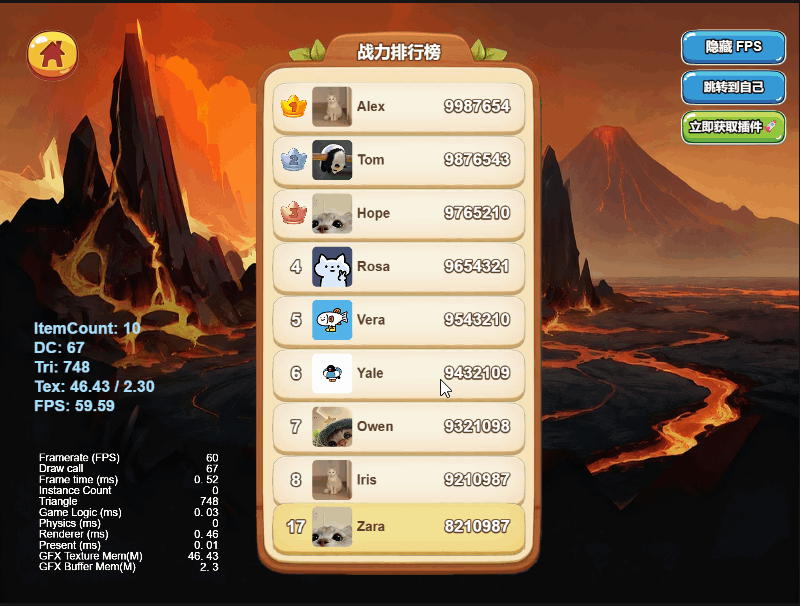 战力排行榜
隐藏 FPS
跳转到自己
立即获取插件🚀
1 Alex 9987654
2 Tom 9876543
3 Hope 9765210
4 Rosa 9654321
5 Vera 9543210
6 Yale 9432109
7 Owen 9321098
8 Iris 9210987
17 Zara 8210987
ItemCount: 10
DC: 67
Tri: 748
Tex: 46.43 / 2.30
FPS: 59.59
Framerate (FPS) 60
Draw call 67
Frame time (ms) 0. 52
Instance Count 0
Triangle 748
Game Logic (ms) 0. 03
Physics (ms) 0
Renderer (ms) 0. 46
Present (ms) 0. 01
GFX Texture Mem(M) 46. 43
GFX Buffer Mem(M) 2. 3